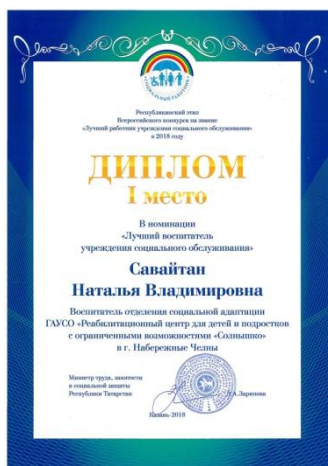 СОЦИАЛЬНЫЙ РАБОТНИК
Республиканский этап
Всероссийского конкурса на звание
«Лучший работник учреждения социального обслуживания»
в 2018 году
ДИПЛОМ
I место
В номинации
«Лучший воспитатель
учреждения социального обслуживания»
Савайтан
Наталья Владимировна
Воспитатель отделения социальной адаптации
ГАУСО «Реабилитационный центр для детей и подростков
с ограниченными возможностями «Солнышко»
в г. Набережные Челны
Министр труда, занятости
и социальной защиты
Республики Татарстан
Э.А.Зарипова
Казань-2018